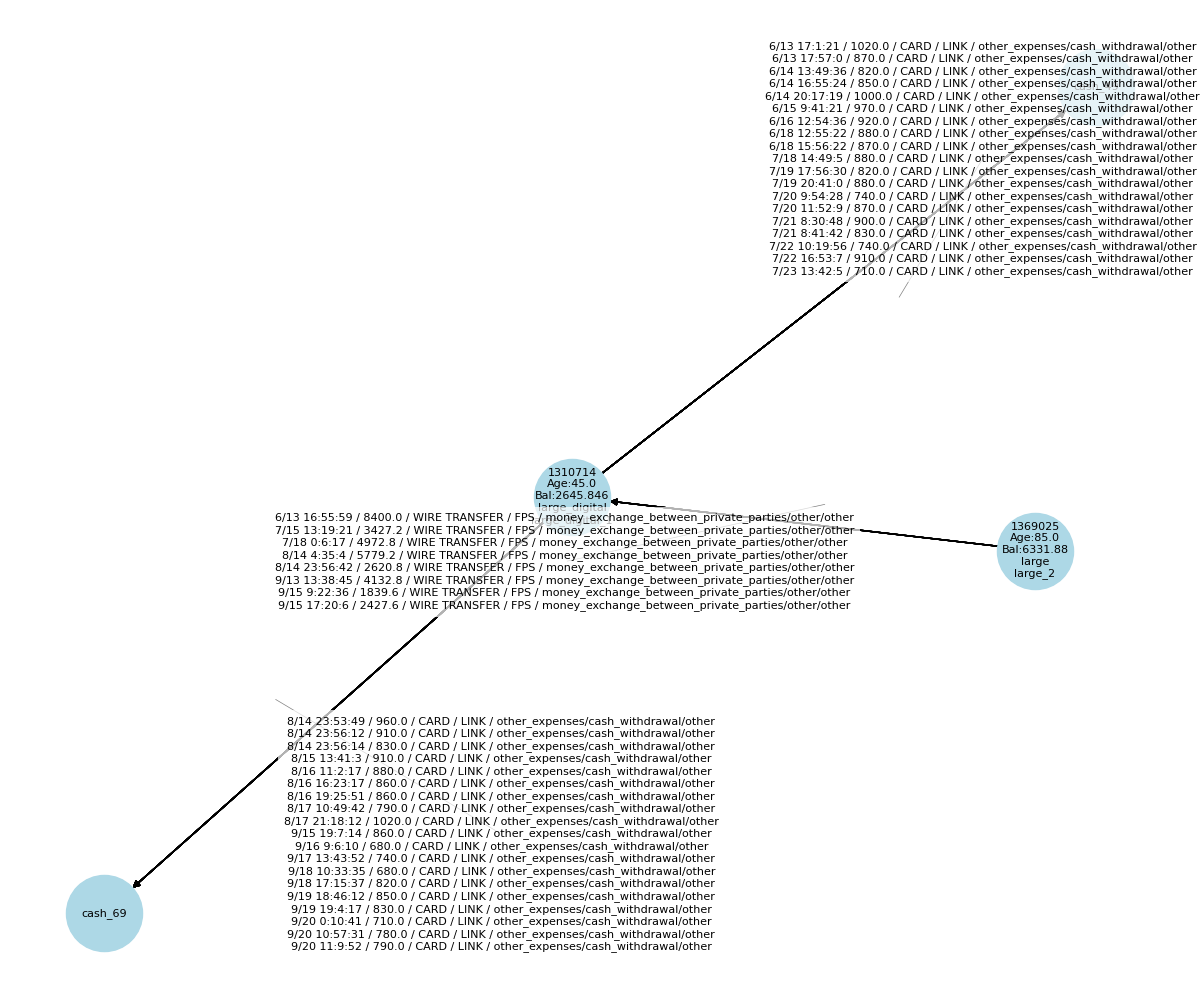 6/13 17:1:21 / 1020.0 / CARD / LINK / other_expenses/cash_withdrawal/other
6/13 17:57:0 / 870.0 / CARD / LINK / other_expenses/cash_withdrawal/other
6/14 13:49:36 / 820.0 / CARD / LINK / other_expenses/cash_withdrawal/other
6/14 16:55:24 / 850.0 / CARD / LINK / other_expenses/cash_withdrawal/other
6/14 20:17:19 / 1000.0 / CARD / LINK / other_expenses/cash_withdrawal/other
6/15 9:41:21 / 970.0 / CARD / LINK / other_expenses/cash_withdrawal/other
6/16 12:54:36 / 920.0 / CARD / LINK / other_expenses/cash_withdrawal/other
6/18 12:55:22 / 880.0 / CARD / LINK / other_expenses/cash_withdrawal/other
6/18 15:56:22 / 870.0 / CARD / LINK / other_expenses/cash_withdrawal/other
7/18 14:49:5 / 880.0 / CARD / LINK / other_expenses/cash_withdrawal/other
7/19 17:56:30 / 820.0 / CARD / LINK / other_expenses/cash_withdrawal/other
7/19 20:41:0 / 880.0 / CARD / LINK / other_expenses/cash_withdrawal/other
7/20 9:54:28 / 740.0 / CARD / LINK / other_expenses/cash_withdrawal/other
7/20 11:52:9 / 870.0 / CARD / LINK / other_expenses/cash_withdrawal/other
7/21 8:30:48 / 900.0 / CARD / LINK / other_expenses/cash_withdrawal/other
7/21 8:41:42 / 830.0 / CARD / LINK / other_expenses/cash_withdrawal/other
7/22 10:19:56 / 740.0 / CARD / LINK / other_expenses/cash_withdrawal/other
7/22 16:53:7 / 910.0 / CARD / LINK / other_expenses/cash_withdrawal/other
7/23 13:42:5 / 710.0 / CARD / LINK / other_expenses/cash_withdrawal/other
1310714
Age:45.0
Bal:2645.846
large_digital
6/13 16:55:59 / 8400.0 / WIRE TRANSFER / FPS / money_exchange_between_private_parties/other/other
7/15 13:19:21 / 3427.2 / WIRE TRANSFER / FPS / money_exchange_between_private_parties/other/other
7/18 0:6:17 / 4972.8 / WIRE TRANSFER / FPS / money_exchange_between_private_parties/other/other
8/14 4:35:4 / 5779.2 / WIRE TRANSFER / FPS / money_exchange_between_private_parties/other/other
8/14 23:56:42 / 2620.8 / WIRE TRANSFER / FPS / money_exchange_between_private_parties/other/other
9/13 13:38:45 / 4132.8 / WIRE TRANSFER / FPS / money_exchange_between_private_parties/other/other
9/15 9:22:36 / 1839.6 / WIRE TRANSFER / FPS / money_exchange_between_private_parties/other/other
9/15 17:20:6 / 2427.6 / WIRE TRANSFER / FPS / money_exchange_between_private_parties/other/other
1369025
Age:85.0
Bal:6331.88
large
large_2
8/14 23:53:49 / 960.0 / CARD / LINK / other_expenses/cash_withdrawal/other
8/14 23:56:12 / 910.0 / CARD / LINK / other_expenses/cash_withdrawal/other
8/14 23:56:14 / 830.0 / CARD / LINK / other_expenses/cash_withdrawal/other
8/15 13:41:3 / 910.0 / CARD / LINK / other_expenses/cash_withdrawal/other
8/16 11:2:17 / 880.0 / CARD / LINK / other_expenses/cash_withdrawal/other
8/16 16:23:17 / 860.0 / CARD / LINK / other_expenses/cash_withdrawal/other
8/16 19:25:51 / 860.0 / CARD / LINK / other_expenses/cash_withdrawal/other
8/17 10:49:42 / 790.0 / CARD / LINK / other_expenses/cash_withdrawal/other
8/17 21:18:12 / 1020.0 / CARD / LINK / other_expenses/cash_withdrawal/other
9/15 19:7:14 / 860.0 / CARD / LINK / other_expenses/cash_withdrawal/other
9/16 9:6:10 / 680.0 / CARD / LINK / other_expenses/cash_withdrawal/other
9/17 13:43:52 / 740.0 / CARD / LINK / other_expenses/cash_withdrawal/other
9/18 10:33:35 / 680.0 / CARD / LINK / other_expenses/cash_withdrawal/other
9/18 17:15:37 / 820.0 / CARD / LINK / other_expenses/cash_withdrawal/other
9/19 18:46:12 / 850.0 / CARD / LINK / other_expenses/cash_withdrawal/other
9/19 19:4:17 / 830.0 / CARD / LINK / other_expenses/cash_withdrawal/other
9/20 0:10:41 / 710.0 / CARD / LINK / other_expenses/cash_withdrawal/other
9/20 10:57:31 / 780.0 / CARD / LINK / other_expenses/cash_withdrawal/other
9/20 11:9:52 / 790.0 / CARD / LINK / other_expenses/cash_withdrawal/other
cash_69